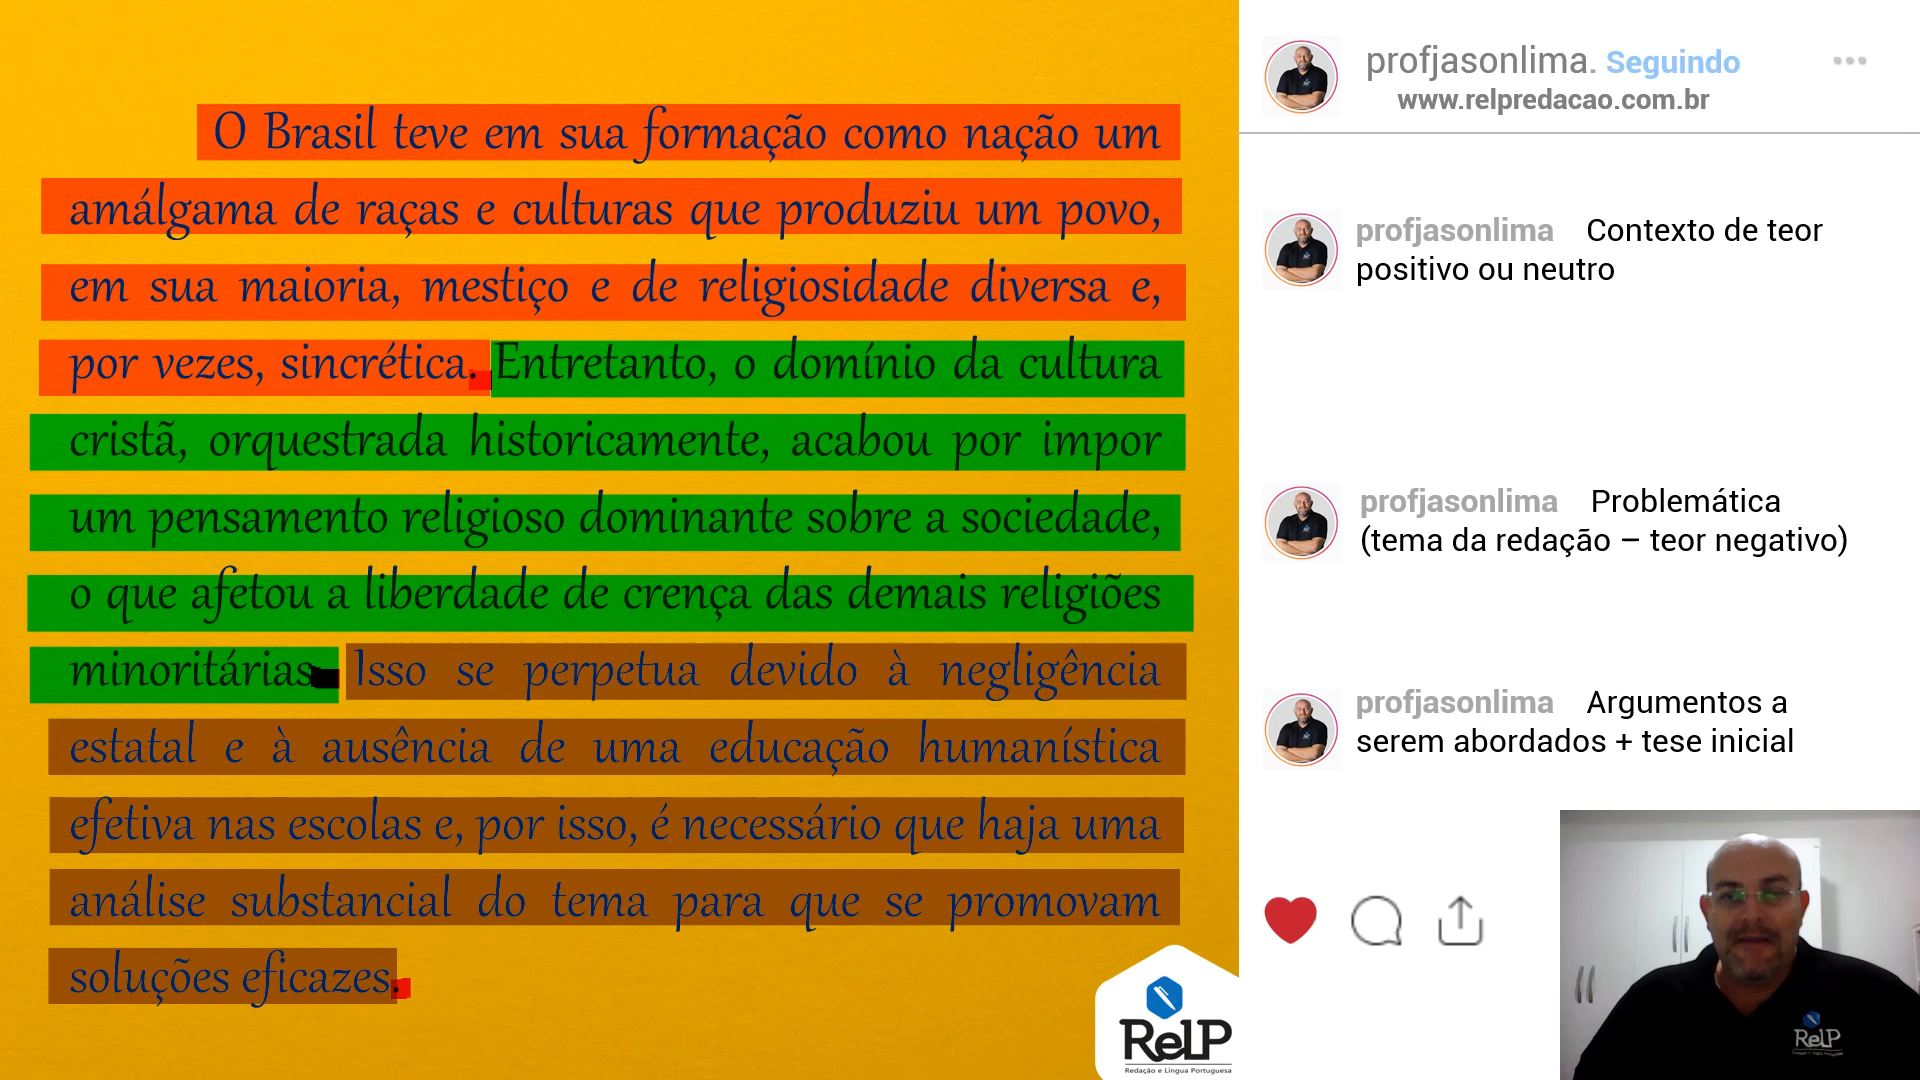 O Brasil teve em sua formação como nação um
amálgama de raças e culturas que produziu um povo,
em sua maioria, mestiço e de religiosidade diversa e,
por vezes, sincrética. Entretanto, o domínio da cultura
cristã, orquestrada historicamente, acabou por impor
um pensamento religioso dominante sobre a sociedade,
o que afetou a liberdade de crença das demais religiões
minoritárias. Isso se perpetua devido à negligência
estatal e à ausência de uma educação humanística
efetiva nas escolas e, por isso, é necessário que haja uma
análise substancial do tema para que se promovam
soluções eficazes.
ReLP
Redação e Língua Portuguesa
profjasonlima. Seguindo
www.relpredacao.com.br
profjasonlima Contexto de teor
positivo ou neutro
profjasonlima Problemática
(tema da redação – teor negativo)
profjasonlima Argumentos a
serem abordados + tese inicial
ReLP